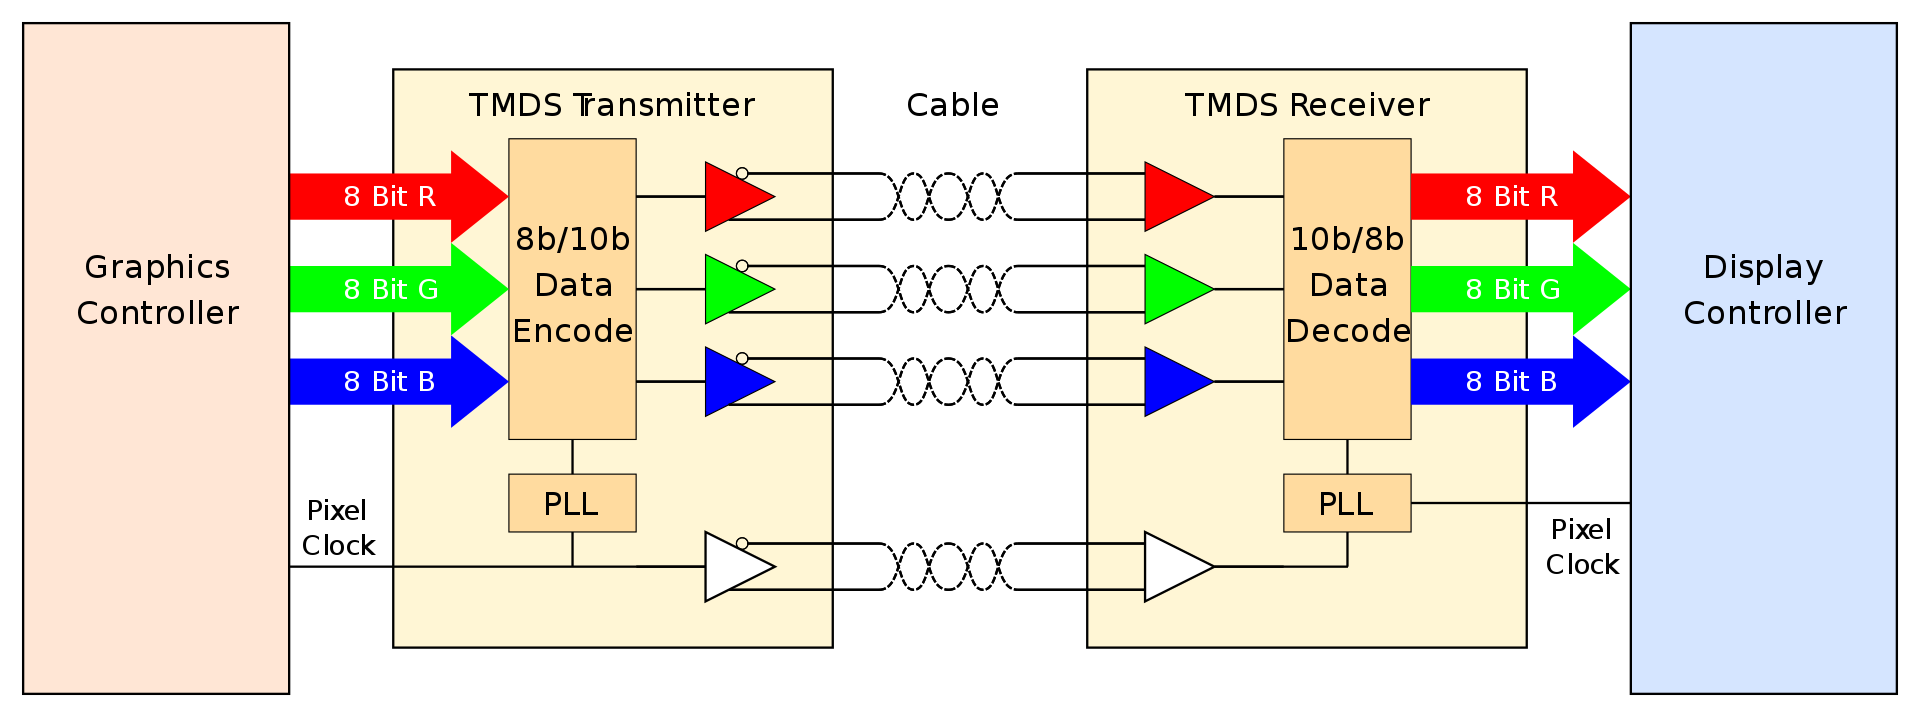 Graphics
Controller
8 Bit R
8 Bit G
8 Bit B
Pixel
Clock
TMDS Transmitter
8b/10b
Data
Encode
PLL
Cable
TMDS Receiver
10b/8b
Data
Decode
PLL
8 Bit R
8 Bit G
8 Bit B
Pixel
Clock
Display
Controller